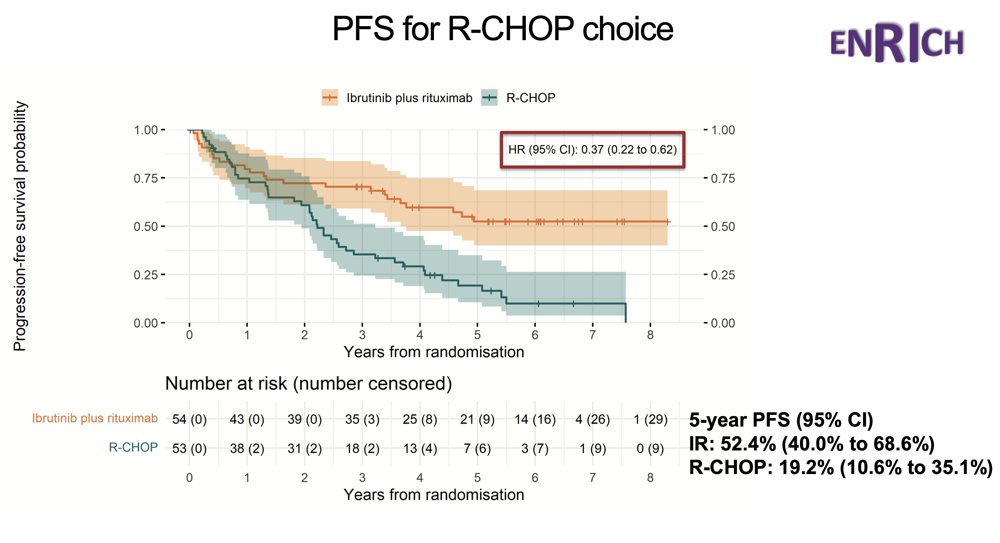 PFS for R-CHOP choice
ENRICH
Ibrutinib plus rituximab R-CHOP
Progression-free survival probability
1.00 1.00
HR (95% CI): 0.37 (0.22 to 0.62)
0.75 0.75
0.50 0.50
0.25 0.25
0.00 0.00
0 1 2 3 4 5 6 7 8
Years from randomisation
Number at risk (number censored)
Ibrutinib plus rituximab 54 (0) 43 (0) 39 (0) 35 (3) 25 (8) 21 (9) 14 (16) 4 (26) 1 (29)
R-CHOP 53 (0) 38 (2) 31 (2) 18 (2) 13 (4) 7 (6) 3 (7) 1 (9) 0 (9)
0 1 2 3 4 5 6 7 8
Years from randomisation
5-year PFS (95% CI)
IR: 52.4% (40.0% to 68.6%)
R-CHOP: 19.2% (10.6% to 35.1%)